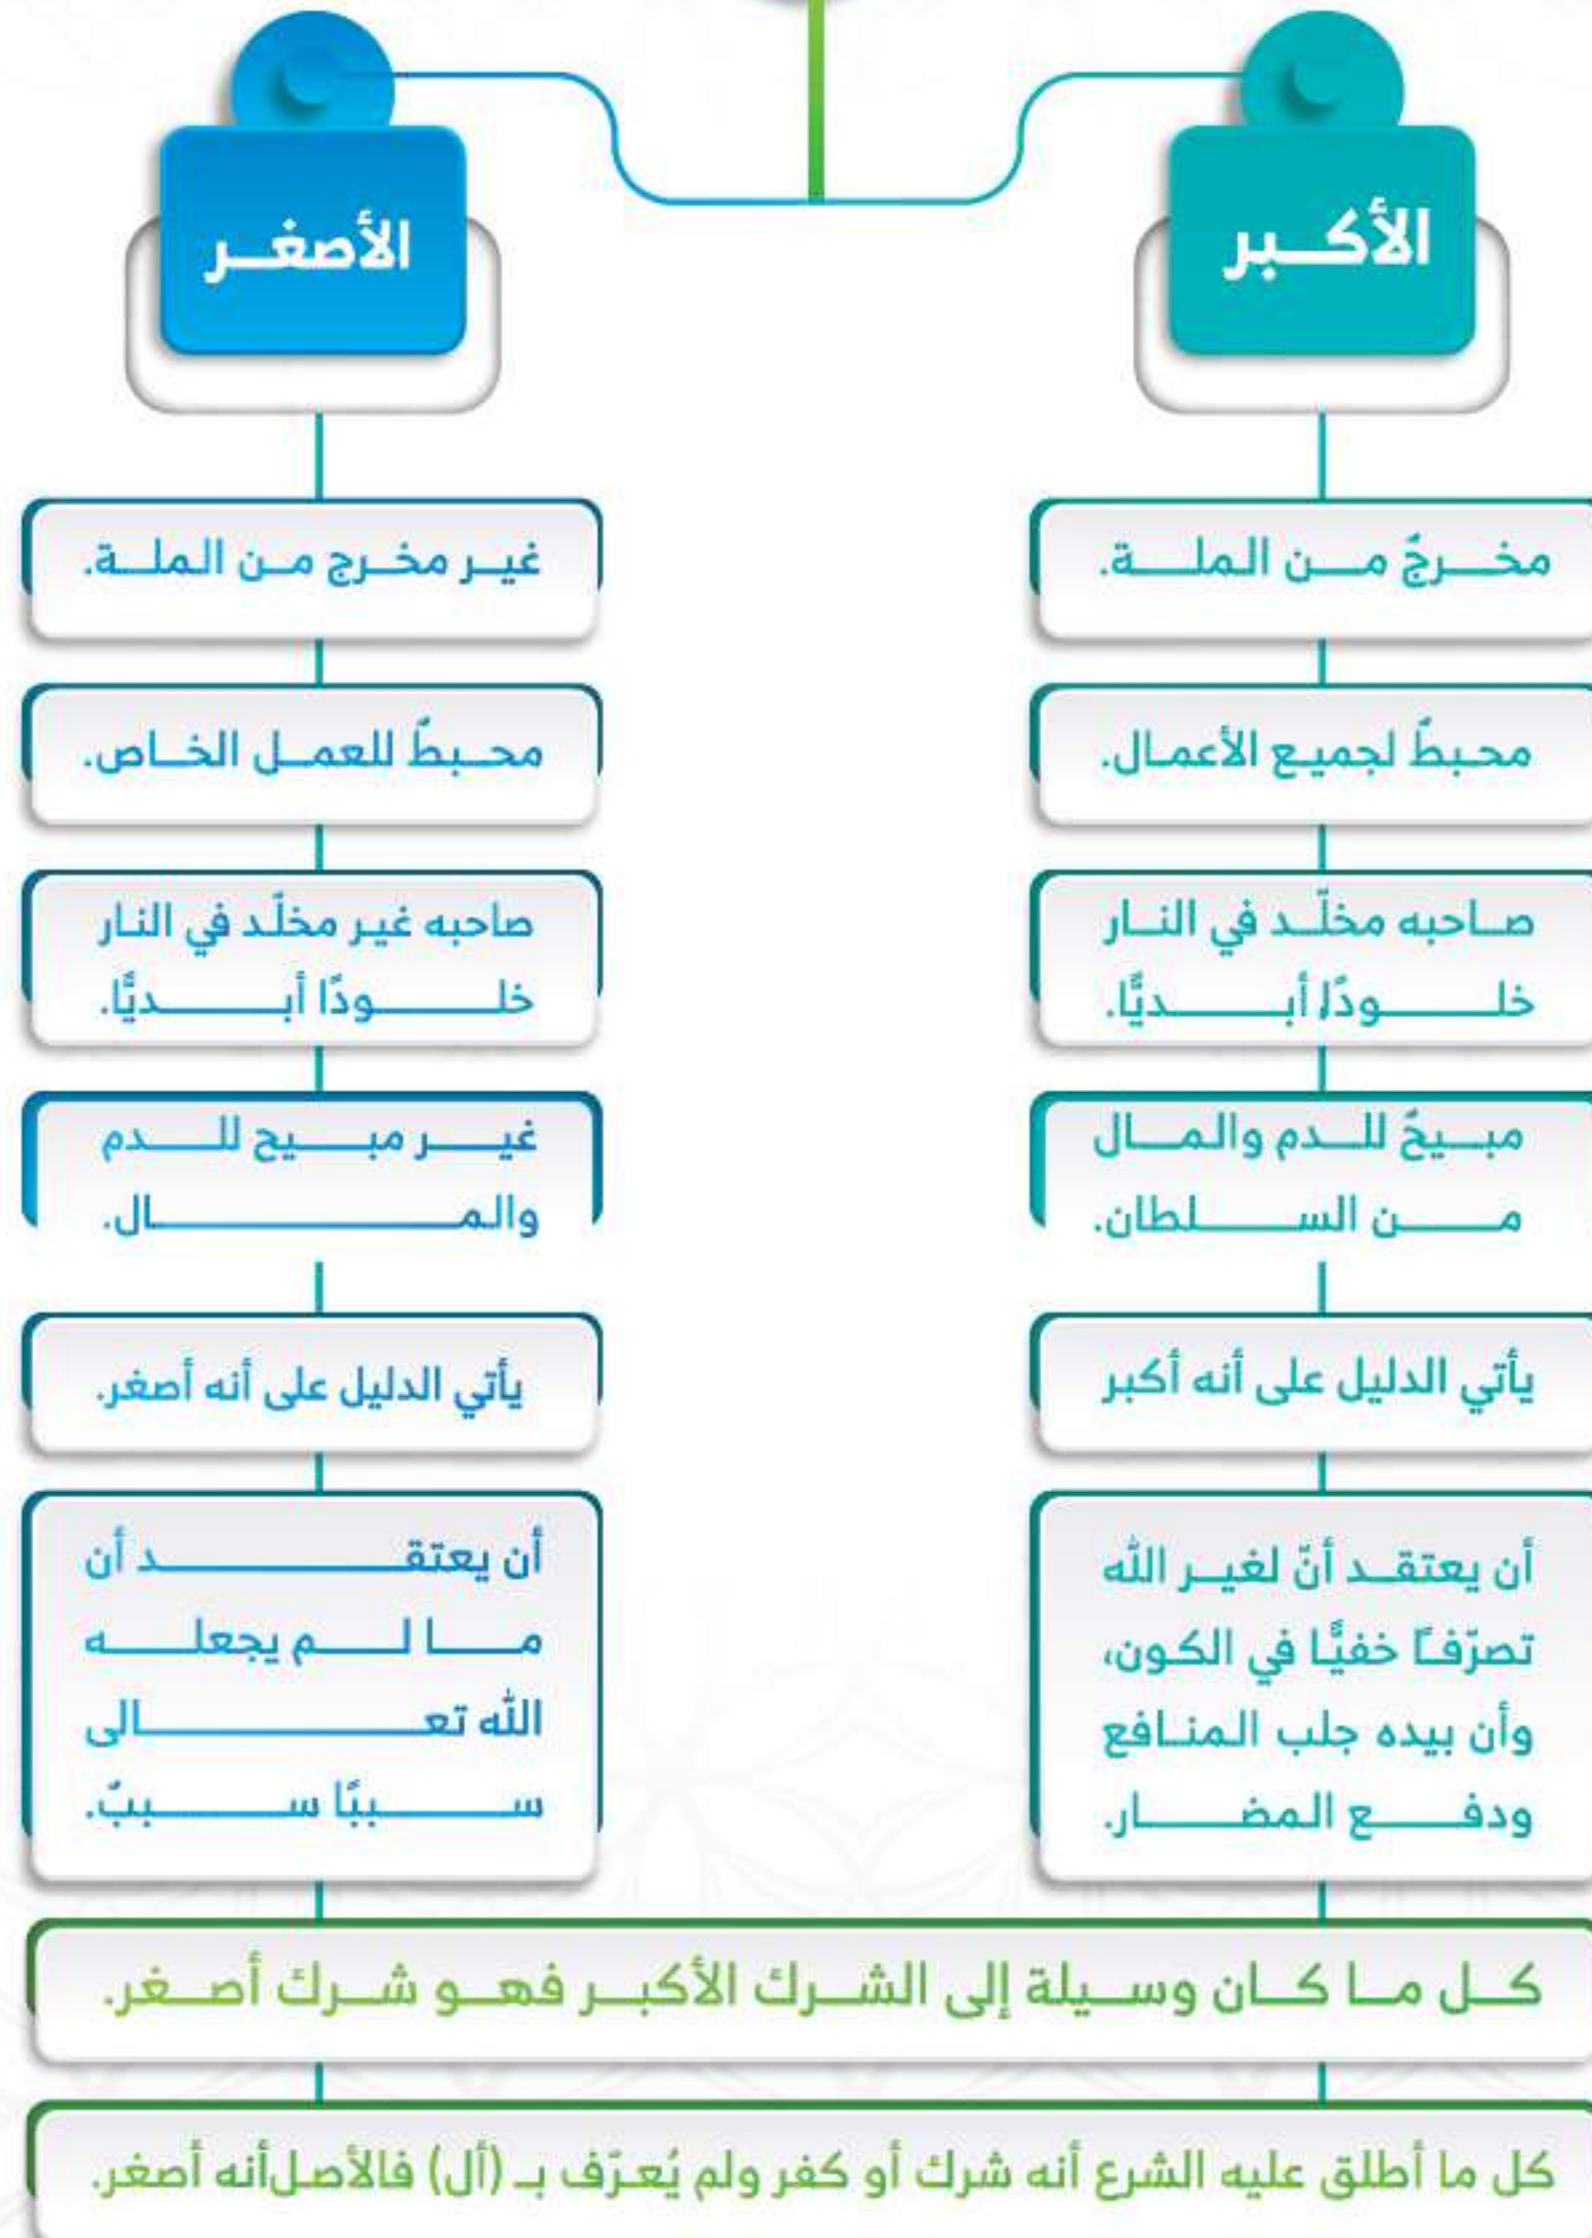 الأكبر
مخرجٌ من الملة.
محبطٌ لجميع الأعمال.
صاحبه مخلّد في النار
خلودًا أبديًّا.
مبيحٌ للدم والمال
من السلطان.
يأتي الدليل على أنه أكبر
أن يعتقد أنّ لغير الله
تصرّفًا خفيًّا في الكون،
وأن بيده جلب المنافع
ودفع المضار.
الأصغر
غير مخرج من الملة.
محبطٌ للعمل الخاص.
صاحبه غير مخلّد في النار
خلودًا أبديًّا.
غير مبيح للدم
والمال.
يأتي الدليل على أنه أصغر.
أن يعتقد أن
ما لم يجعله
الله تعالى
سببًا سببٌ.
كل ما كان وسيلة إلى الشرك الأكبر فهو شرك أصغر.
كل ما أطلق عليه الشرع أنه شرك أو كفر ولم يُعرّف بـ (أل) فالأصل أنه أصغر.